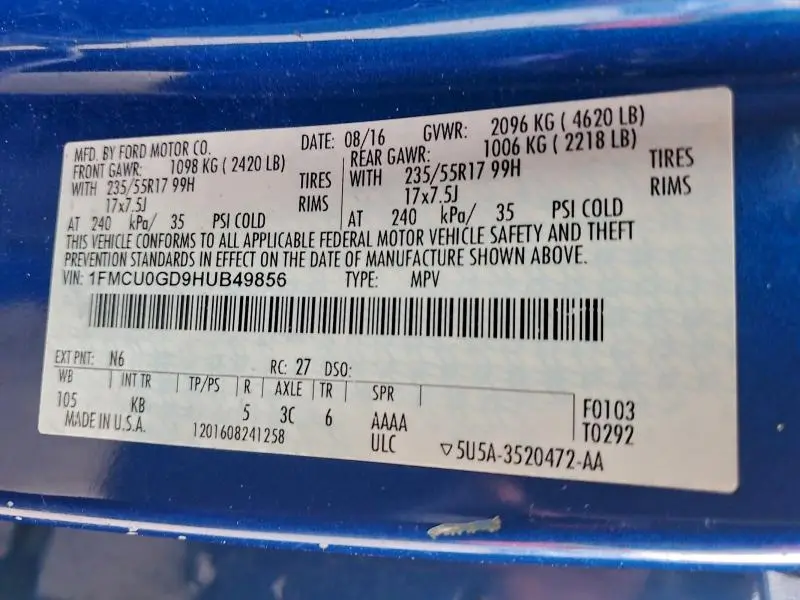 MFD. BY FORD MOTOR CO. DATE: 08/16 GVWR: 2096 KG ( 4620 LB)
FRONT GAWR: 1098 KG ( 2420 LB) REAR GAWR: 1006 KG ( 2218 LB)
WITH 235/55R17 99H TIRES WITH 235/55R17 99H TIRES
17x7.5J RIMS 17x7.5J RIMS
AT 240 kPa/ 35 PSI COLD AT 240 kPa/ 35 PSI COLD
THIS VEHICLE CONFORMS TO ALL APPLICABLE FEDERAL MOTOR VEHICLE SAFETY AND THEFT
PREVENTION STANDARDS IN EFFECT ON THE DATE OF MANUFACTURE SHOWN ABOVE.
VIN: 1FMCU0GD9HUB49856 TYPE: MPV
EXT PNT: N6 RC: 27 DSO:
WB INT TR TP/PS R AXLE TR SPR
105 KB 5 3C 6 AAAA F0103
MADE IN U.S.A. 1201608241258 ULC T0292
5U5A-3520472-AA